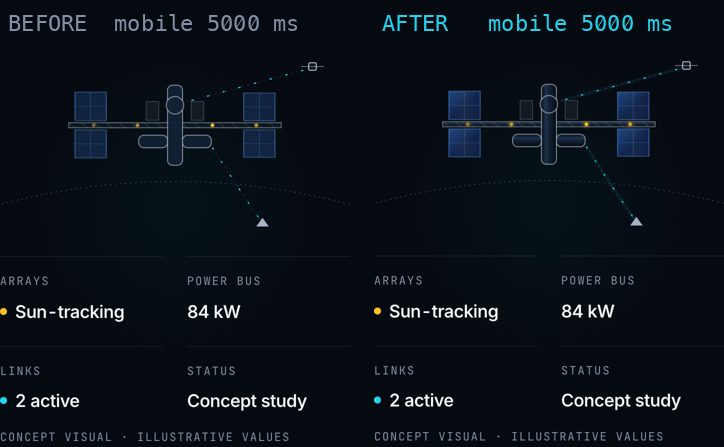 BEFORE mobile 5000 ms
ARRAYS
POWER BUS
Sun-tracking
84 kW
LINKS
STATUS
2 active
Concept study
CONCEPT VISUAL · ILLUSTRATIVE VALUES
AFTER mobile 5000 ms
ARRAYS
POWER BUS
Sun-tracking
84 kW
LINKS
STATUS
2 active
Concept study
CONCEPT VISUAL · ILLUSTRATIVE VALUES